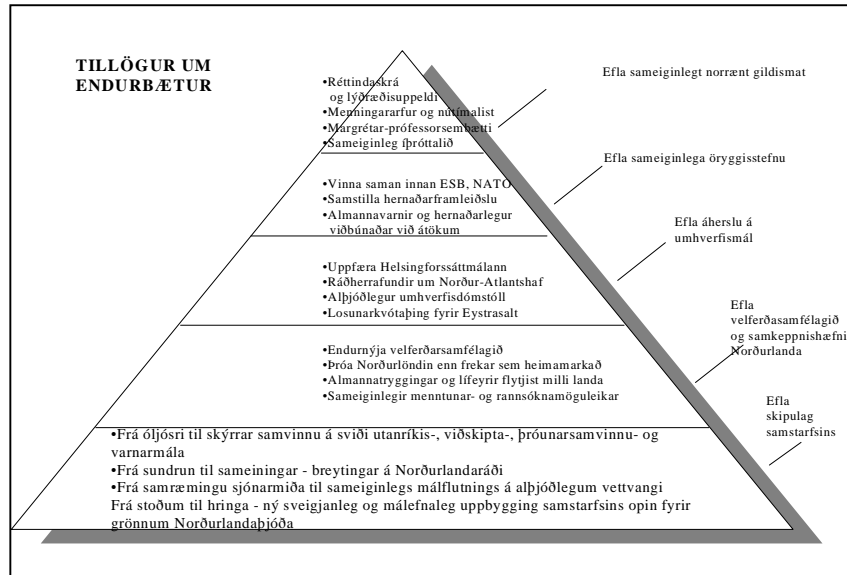 TILLÖGUR UM
ENDURBÆTUR
•Réttindaskrá
og lýðræðisuppeldi
•Menningararfur og nútímalist
•Margrétar-prófessorsembætti
•Sameiginleg íþróttalið
Efla sameiginlegt norrænt gildismat
•Vinna saman innan ESB, NATO
•Samstilla hernaðarframleiðslu
•Almannavarnir og hernaðarlegur
viðbúnaðar við átökum
Efla sameiginlega öryggisstefnu
•Uppfæra Helsingforssáttmálann
•Ráðherrafundir um Norður-Atlantshaf
•Alþjóðlegur umhverfisdómstóll
•Losunarkvótaþing fyrir Eystrasalt
Efla áherslu á
umhverfismál
•Endurnýja velferðarsamfélagið
•Þróa Norðurlöndin enn frekar sem heimamarkað
•Almannatryggingar og lífeyrir flytjist milli landa
•Sameiginlegir menntunar- og rannsóknamöguleikar
Efla
velferðasamfélagið
og samkeppnishæfni
Norðurlanda
•Frá óljósri til skýrrar samvinnu á sviði utanríkis-, viðskipta-, þróunarsamvinnu- og
varnarmála
•Frá sundrun til sameiningar - breytingar á Norðurlandaráði
•Frá samræmingu sjónarmiða til sameiginlegs málflutnings á alþjóðlegum vettvangi
Frá stoðum til hringa - ný sveigjanleg og málefnaleg uppbygging samstarfsins opin fyrir
grönnum Norðurlandaþjóða
Efla
skipulag
samstarfsins